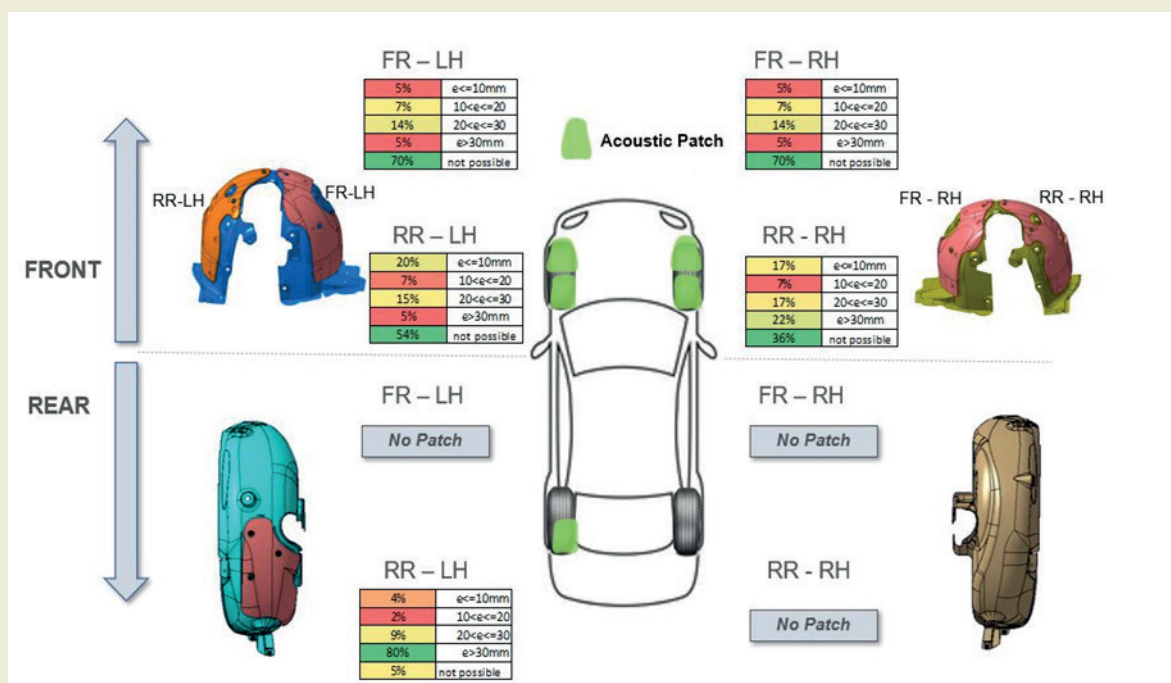 FR – LH
5% e<=10mm
7% 10<e<=20
14% 20<e<=30
5% e>30mm
70% not possible
Acoustic Patch
FR – RH
5% e<=10mm
7% 10<e<=20
14% 20<e<=30
5% e>30mm
70% not possible
FRONT
RR-LH
FR-LH
RR – LH
20% e<=10mm
7% 10<e<=20
15% 20<e<=30
5% e>30mm
54% not possible
RR - RH
17% e<=10mm
7% 10<e<=20
17% 20<e<=30
22% e>30mm
36% not possible
FR - RH
RR - RH
REAR
FR – LH
No Patch
FR – RH
No Patch
RR – LH
4% e<=10mm
2% 10<e<=20
9% 20<e<=30
80% e>30mm
5% not possible
RR - RH
No Patch